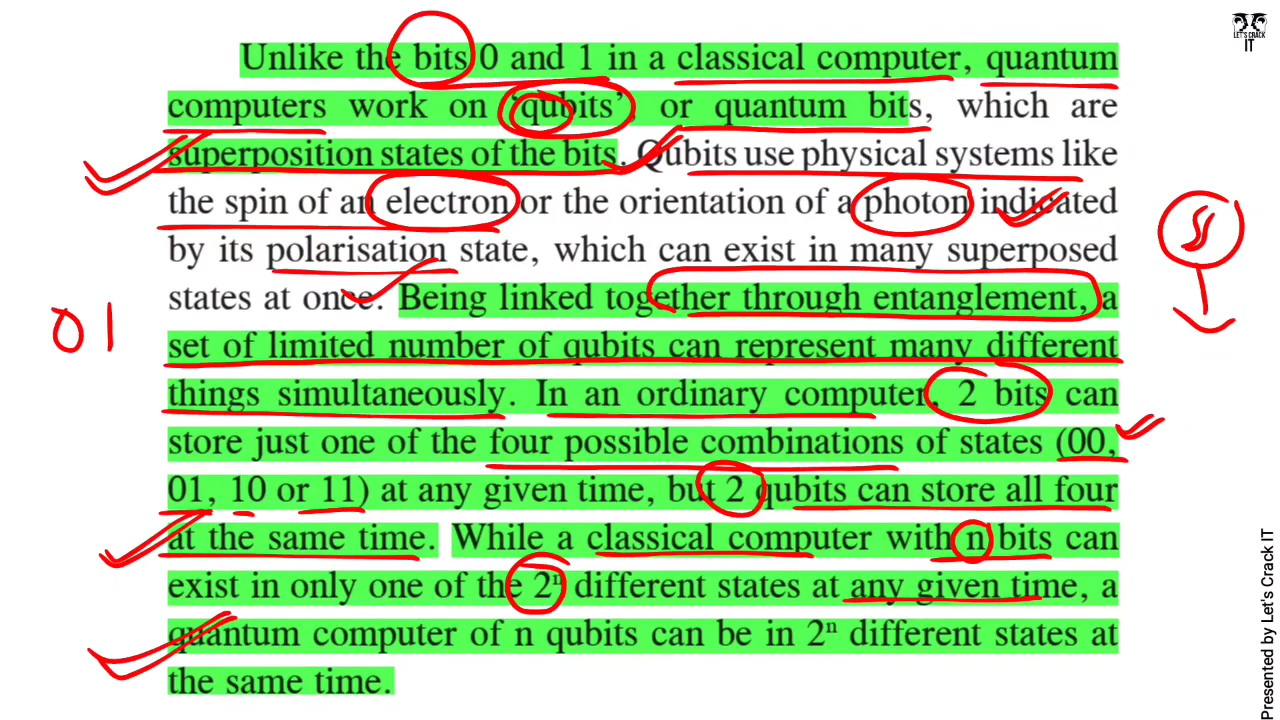 LET'S CRACK
IT
Unlike the bits 0 and 1 in a classical computer, quantum
computers work on ‘qubits’, or quantum bits, which are
superposition states of the bits. Qubits use physical systems like
the spin of an electron or the orientation of a photon indicated
by its polarisation state, which can exist in many superposed
states at once. Being linked together through entanglement, a
set of limited number of qubits can represent many different
things simultaneously. In an ordinary computer, 2 bits can
store just one of the four possible combinations of states (00,
01, 10 or 11) at any given time, but 2 qubits can store all four
at the same time. While a classical computer with n bits can
exist in only one of the 2ⁿ different states at any given time, a
quantum computer of n qubits can be in 2ⁿ different states at
the same time.
01
Presented by Let's Crack IT